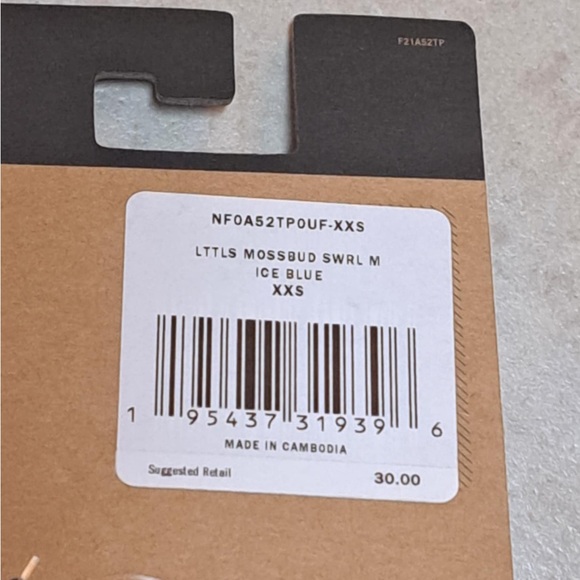 F21A52TP
NF0A52TP0UF-XXS
LTTLS MOSSBUD SWRL M
ICE BLUE
XXS
1 95437 31939 6
MADE IN CAMBODIA
Suggested Retail 30.00